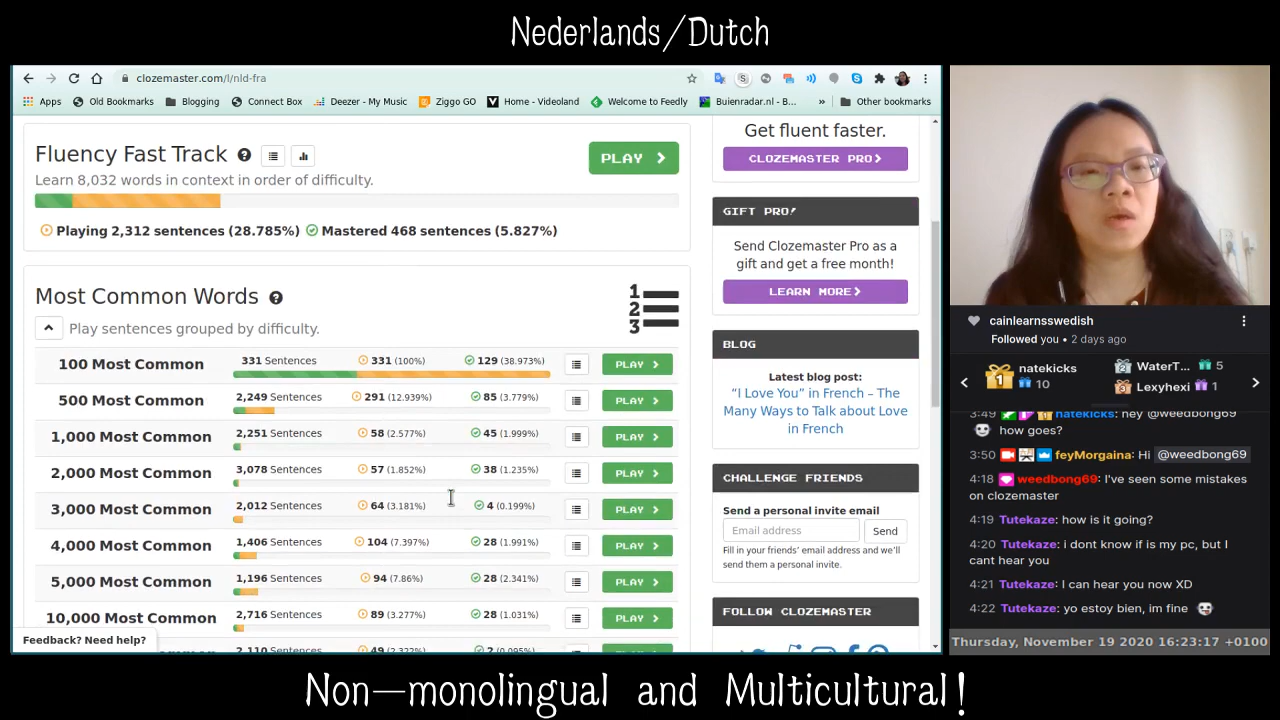 Nederlands/Dutch
clozemaster.com/l/nld-fra
Apps
Old Bookmarks
Blogging
Connect Box
Deezer - My Music
Ziggo GO
Home - Videoland
Welcome to Feedly
Buienradar.nl - B...
»
Other bookmarks
Fluency Fast Track
PLAY
Learn 8,032 words in context in order of difficulty.
Playing 2,312 sentences (28.785%) Mastered 468 sentences (5.827%)
Most Common Words
1
2
3
Play sentences grouped by difficulty.
100 Most Common 331 Sentences 331 (100%) 129 (38.973%) PLAY
500 Most Common 2,249 Sentences 291 (12.939%) 85 (3.779%) PLAY
1,000 Most Common 2,251 Sentences 58 (2.577%) 45 (1.999%) PLAY
2,000 Most Common 3,078 Sentences 57 (1.852%) 38 (1.235%) PLAY
3,000 Most Common 2,012 Sentences 64 (3.181%) 4 (0.199%) PLAY
4,000 Most Common 1,406 Sentences 104 (7.397%) 28 (1.991%) PLAY
5,000 Most Common 1,196 Sentences 94 (7.86%) 28 (2.341%) PLAY
10,000 Most Common 2,716 Sentences 89 (3.277%) 28 (1.031%) PLAY
Feedback? Need help?
Get fluent faster.
CLOZEMASTER PRO
GIFT PRO!
Send Clozemaster Pro as a
gift and get a free month!
LEARN MORE
BLOG
Latest blog post:
“I Love You” in French – The
Many Ways to Talk about Love
in French
CHALLENGE FRIENDS
Send a personal invite email
Email address Send
Fill in your friends’ email address and we’ll
send them a personal invite.
FOLLOW CLOZEMASTER
cainlearnsswedish
Followed you • 2 days ago
natekicks
10
WaterT... 5
Lexyhexi 1
3:49 natekicks: hey @weedbong69
how goes?
3:50 feyMorgaina: Hi @weedbong69
4:18 weedbong69: I've seen some mistakes
on clozemaster
4:19 Tutekaze: how is it going?
4:20 Tutekaze: i dont know if is my pc, but I
cant hear you
4:21 Tutekaze: I can hear you now XD
4:22 Tutekaze: yo estoy bien, im fine
Thursday, November 19 2020 16:23:17 +0100
Non-monolingual and Multicultural!